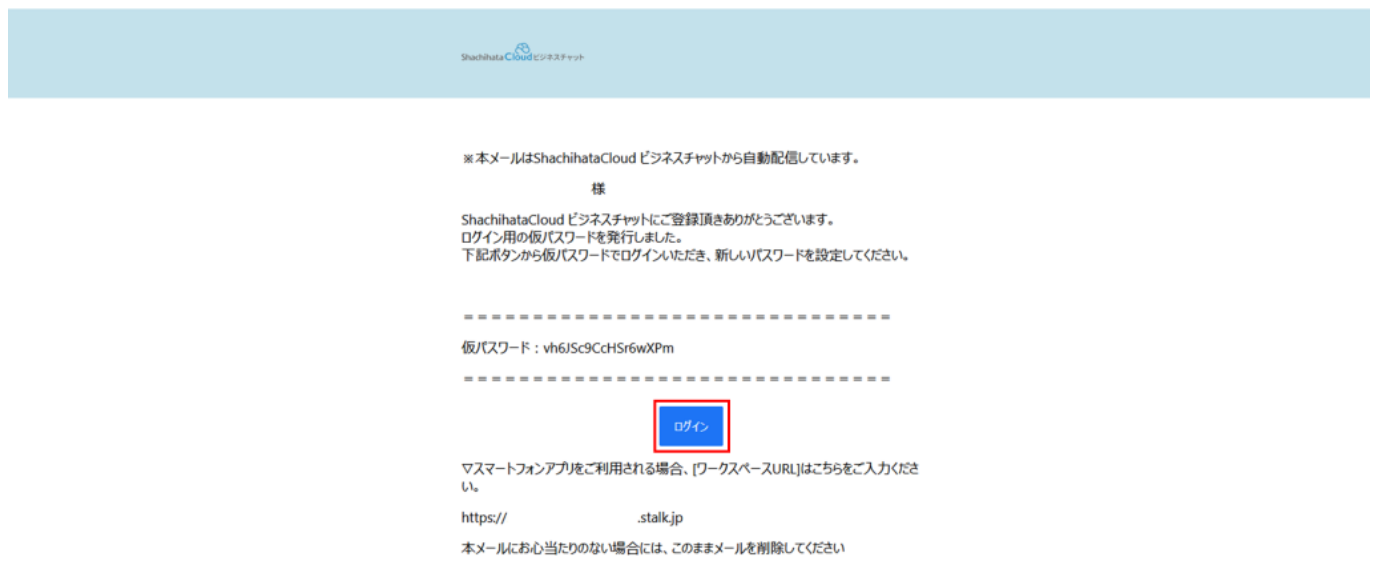 ShachihataCloudビジネスチャット
※本メールはShachihataCloud ビジネスチャットから自動配信しています。
様
ShachihataCloud ビジネスチャットにご登録頂きありがとうございます。
ログイン用の仮パスワードを発行しました。
下記ボタンから仮パスワードでログインいただき、新しいパスワードを設定してください。
===============================
仮パスワード：vh6JSc9CcHSr6wXPm
===============================
ログイン
▽スマートフォンアプリをご利用される場合、[ワークスペースURL]はこちらをご入力くださ
い。
https:// .stalk.jp
本メールにお心当たりのない場合には、このままメールを削除してください